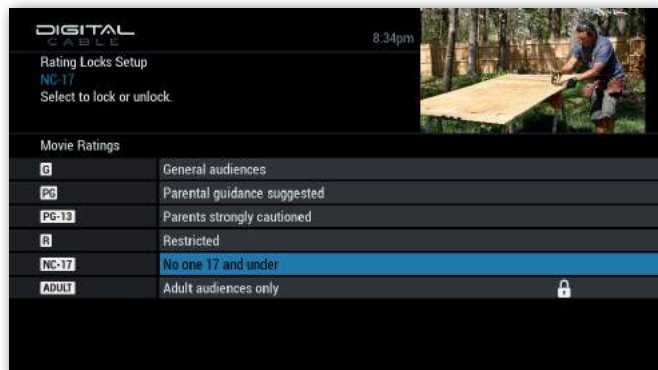 DIGITAL
CABLE
8:34pm
Rating Locks Setup
NC-17
Select to lock or unlock.
Movie Ratings
G General audiences
PG Parental guidance suggested
PG-13 Parents strongly cautioned
R Restricted
NC-17 No one 17 and under
ADULT Adult audiences only